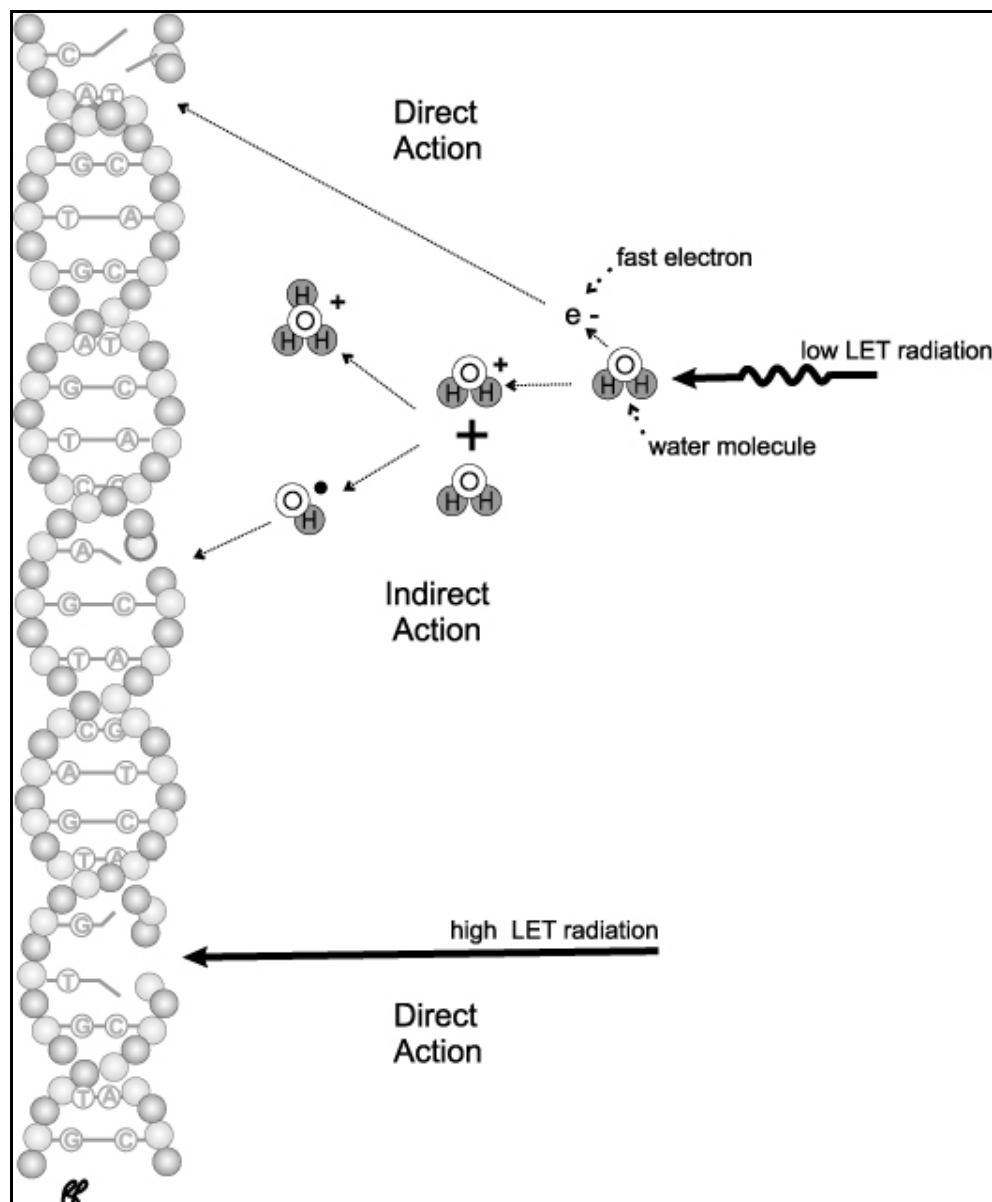 C
A T
G C
T A
G C
A T
G C
T A
C G
A
G C
T A
C G
A T
G C
T A
G
T
G C
T A
G C
Direct
Action
fast electron
e -
H
O +
H H
O +
H H
O
H H
low LET radiation
water molecule
+
O
H H
O •
H
Indirect
Action
high LET radiation
Direct
Action